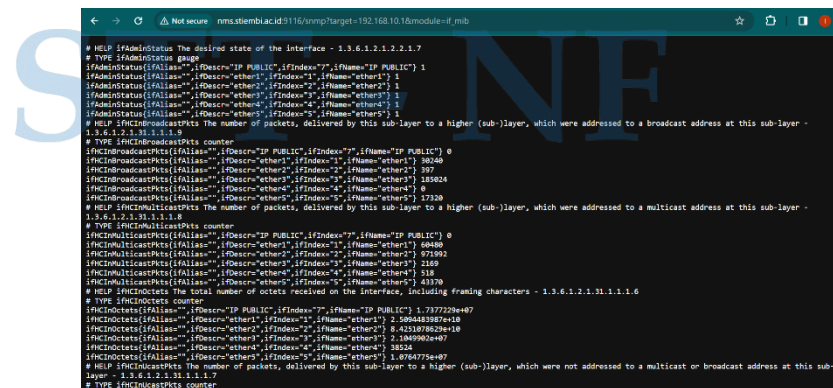 Not secure nms.stiembi.ac.id:9116/snmp?target=192.168.10.1&module=if_mib
# HELP ifAdminStatus The desired state of the interface - 1.3.6.1.2.1.2.2.1.7
# TYPE ifAdminStatus gauge
ifAdminStatus{ifAlias="",ifDescr="IP PUBLIC",ifIndex="7",ifName="IP PUBLIC"} 1
ifAdminStatus{ifAlias="",ifDescr="ether1",ifIndex="1",ifName="ether1"} 1
ifAdminStatus{ifAlias="",ifDescr="ether2",ifIndex="2",ifName="ether2"} 1
ifAdminStatus{ifAlias="",ifDescr="ether3",ifIndex="3",ifName="ether3"} 1
ifAdminStatus{ifAlias="",ifDescr="ether4",ifIndex="4",ifName="ether4"} 1
ifAdminStatus{ifAlias="",ifDescr="ether5",ifIndex="5",ifName="ether5"} 1
# HELP ifHCInBroadcastPkts The number of packets, delivered by this sub-layer to a higher (sub-)layer, which were addressed to a broadcast address at this sub-layer -
1.3.6.1.2.1.31.1.1.1.9
# TYPE ifHCInBroadcastPkts counter
ifHCInBroadcastPkts{ifAlias="",ifDescr="IP PUBLIC",ifIndex="7",ifName="IP PUBLIC"} 0
ifHCInBroadcastPkts{ifAlias="",ifDescr="ether1",ifIndex="1",ifName="ether1"} 30240
ifHCInBroadcastPkts{ifAlias="",ifDescr="ether2",ifIndex="2",ifName="ether2"} 397
ifHCInBroadcastPkts{ifAlias="",ifDescr="ether3",ifIndex="3",ifName="ether3"} 185024
ifHCInBroadcastPkts{ifAlias="",ifDescr="ether4",ifIndex="4",ifName="ether4"} 0
ifHCInBroadcastPkts{ifAlias="",ifDescr="ether5",ifIndex="5",ifName="ether5"} 17320
# HELP ifHCInMulticastPkts The number of packets, delivered by this sub-layer to a higher (sub-)layer, which were addressed to a multicast address at this sub-layer -
1.3.6.1.2.1.31.1.1.1.8
# TYPE ifHCInMulticastPkts counter
ifHCInMulticastPkts{ifAlias="",ifDescr="IP PUBLIC",ifIndex="7",ifName="IP PUBLIC"} 0
ifHCInMulticastPkts{ifAlias="",ifDescr="ether1",ifIndex="1",ifName="ether1"} 60480
ifHCInMulticastPkts{ifAlias="",ifDescr="ether2",ifIndex="2",ifName="ether2"} 971992
ifHCInMulticastPkts{ifAlias="",ifDescr="ether3",ifIndex="3",ifName="ether3"} 2169
ifHCInMulticastPkts{ifAlias="",ifDescr="ether4",ifIndex="4",ifName="ether4"} 518
ifHCInMulticastPkts{ifAlias="",ifDescr="ether5",ifIndex="5",ifName="ether5"} 43370
# HELP ifHCInOctets The total number of octets received on the interface, including framing characters - 1.3.6.1.2.1.31.1.1.1.6
# TYPE ifHCInOctets counter
ifHCInOctets{ifAlias="",ifDescr="IP PUBLIC",ifIndex="7",ifName="IP PUBLIC"} 1.7377229e+07
ifHCInOctets{ifAlias="",ifDescr="ether1",ifIndex="1",ifName="ether1"} 2.5094483987e+10
ifHCInOctets{ifAlias="",ifDescr="ether2",ifIndex="2",ifName="ether2"} 8.4251078629e+10
ifHCInOctets{ifAlias="",ifDescr="ether3",ifIndex="3",ifName="ether3"} 2.1049902e+07
ifHCInOctets{ifAlias="",ifDescr="ether4",ifIndex="4",ifName="ether4"} 38524
ifHCInOctets{ifAlias="",ifDescr="ether5",ifIndex="5",ifName="ether5"} 1.0764775e+07
# HELP ifHCInUcastPkts The number of packets, delivered by this sub-layer to a higher (sub-)layer, which were not addressed to a multicast or broadcast address at this sub-
layer - 1.3.6.1.2.1.31.1.1.1.7
# TYPE ifHCInUcastPkts counter